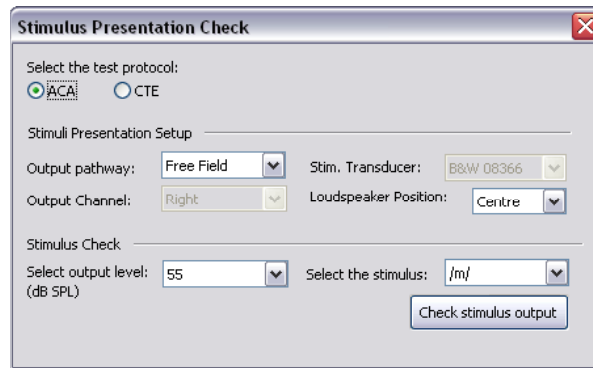 Stimulus Presentation Check
Select the test protocol:
ACA CTE
Stimuli Presentation Setup
Output pathway: Free Field Stim. Transducer: B&W 08366
Output Channel: Right Loudspeaker Position: Centre
Stimulus Check
Select output level: 55 Select the stimulus: /m/
(dB SPL)
Check stimulus output